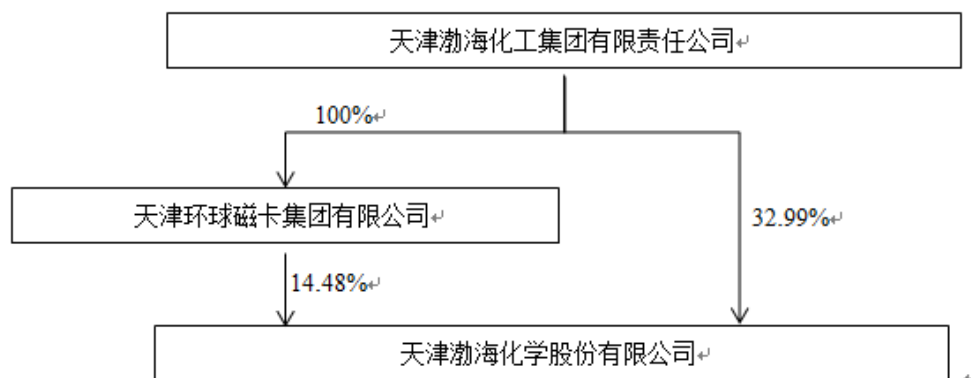 天津渤海化工集团有限责任公司
100%
天津环球磁卡集团有限公司
32.99%
14.48%
天津渤海化学股份有限公司